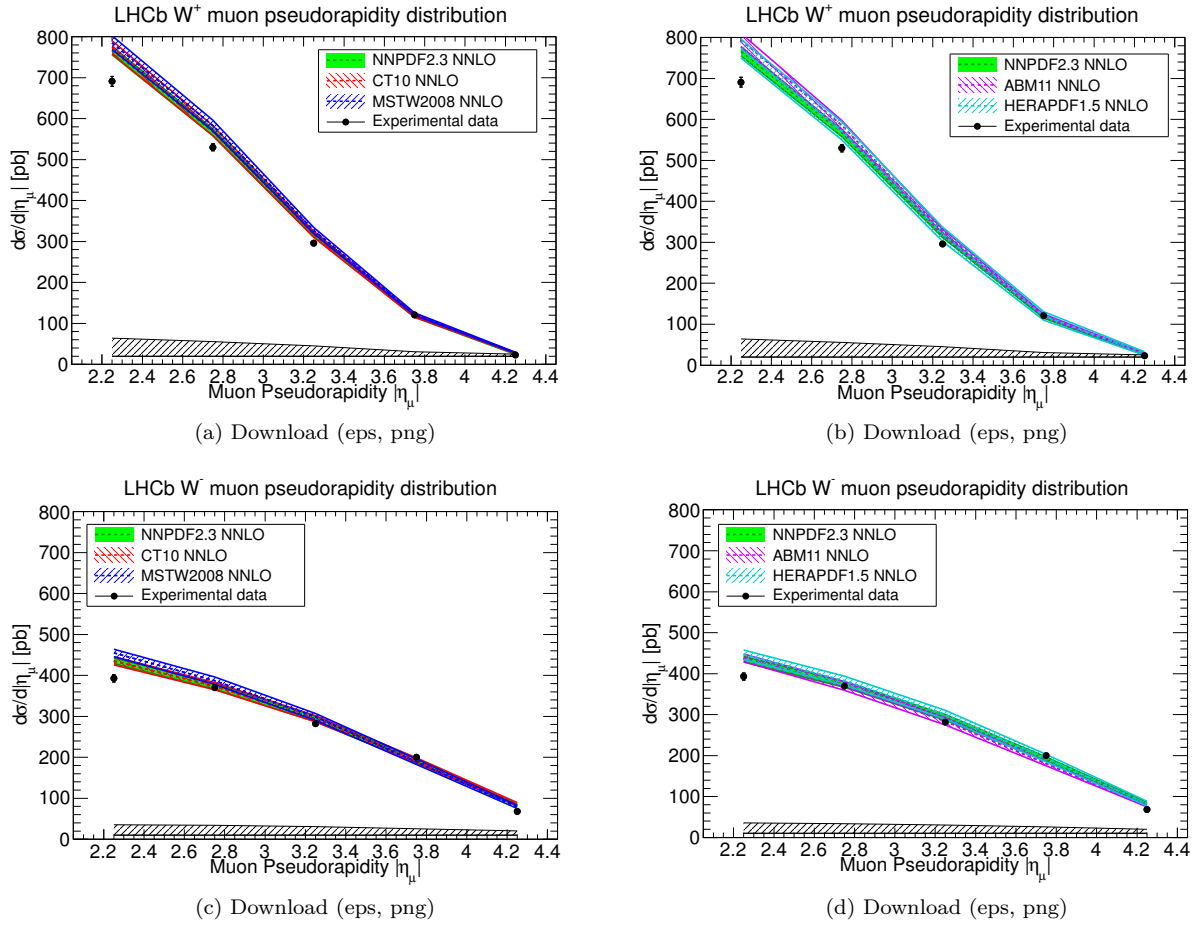 LHCb W+ muon pseudorapidity distribution
dσ/d|ημ| [pb]
800
700
600
500
400
300
200
100
0
NNPDF2.3 NNLO
CT10 NNLO
MSTW2008 NNLO
Experimental data
2.2 2.4 2.6 2.8 3 3.2 3.4 3.6 3.8 4 4.2 4.4
Muon Pseudorapidity |ημ|
(a) Download (eps, png)
LHCb W+ muon pseudorapidity distribution
dσ/d|ημ| [pb]
800
700
600
500
400
300
200
100
0
NNPDF2.3 NNLO
ABM11 NNLO
HERAPDF1.5 NNLO
Experimental data
2.2 2.4 2.6 2.8 3 3.2 3.4 3.6 3.8 4 4.2 4.4
Muon Pseudorapidity |ημ|
(b) Download (eps, png)
LHCb W- muon pseudorapidity distribution
dσ/d|ημ| [pb]
800
700
600
500
400
300
200
100
0
NNPDF2.3 NNLO
CT10 NNLO
MSTW2008 NNLO
Experimental data
2.2 2.4 2.6 2.8 3 3.2 3.4 3.6 3.8 4 4.2 4.4
Muon Pseudorapidity |ημ|
(c) Download (eps, png)
LHCb W- muon pseudorapidity distribution
dσ/d|ημ| [pb]
800
700
600
500
400
300
200
100
0
NNPDF2.3 NNLO
ABM11 NNLO
HERAPDF1.5 NNLO
Experimental data
2.2 2.4 2.6 2.8 3 3.2 3.4 3.6 3.8 4 4.2 4.4
Muon Pseudorapidity |ημ|
(d) Download (eps, png)